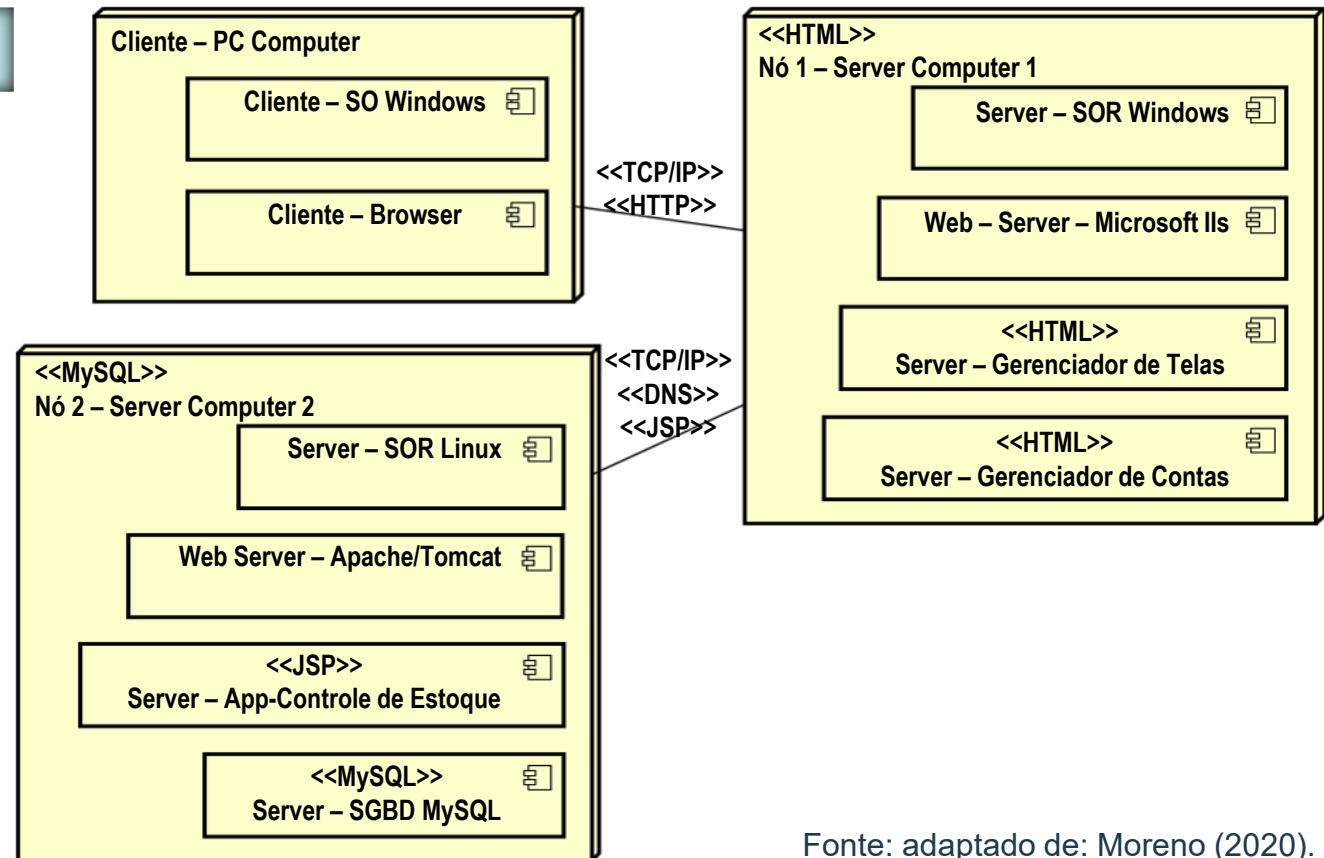 Cliente – PC Computer
Cliente – SO Windows
Cliente – Browser
<<TCP/IP>>
<<HTTP>>
<<HTML>>
Nó 1 – Server Computer 1
Server – SOR Windows
Web – Server – Microsoft IIs
<<HTML>>
Server – Gerenciador de Telas
<<HTML>>
Server – Gerenciador de Contas
<<TCP/IP>>
<<DNS>>
<<JSP>>
<<MySQL>>
Nó 2 – Server Computer 2
Server – SOR Linux
Web Server – Apache/Tomcat
<<JSP>>
Server – App-Controle de Estoque
<<MySQL>>
Server – SGBD MySQL
Fonte: adaptado de: Moreno (2020).